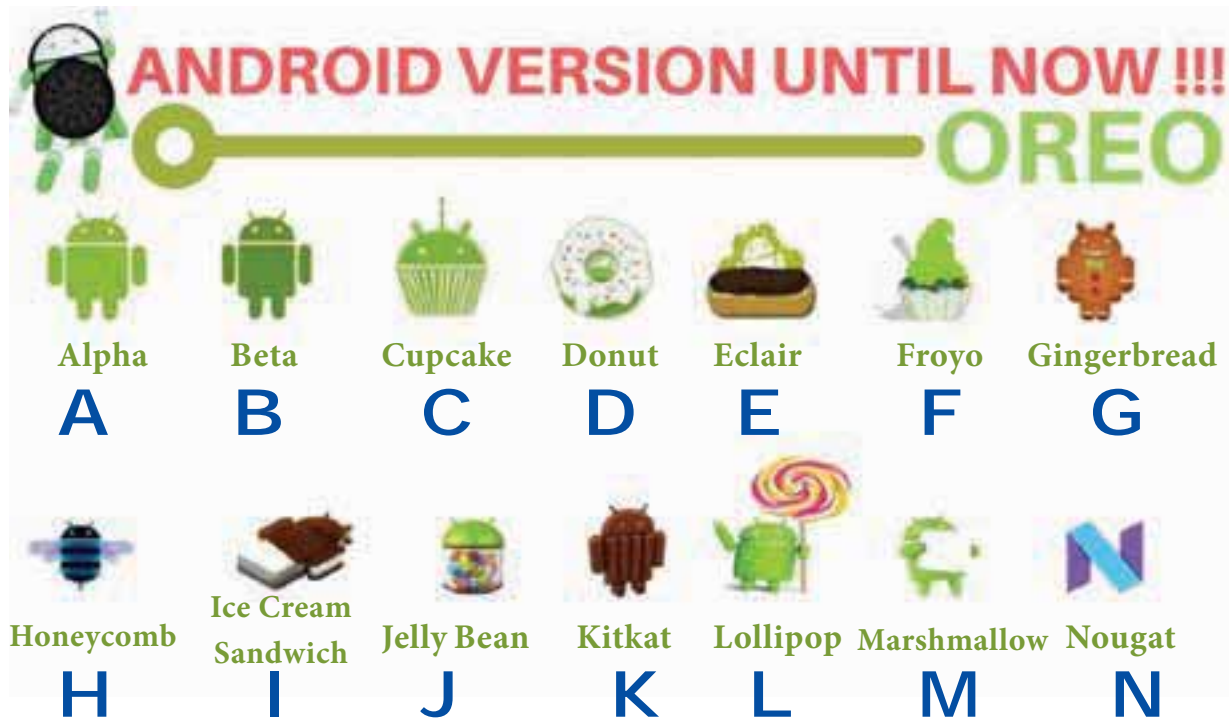 ANDROID VERSION UNTIL NOW !!!
OREO
Alpha Beta Cupcake Donut Eclair Froyo Gingerbread
A B C D E F G
Honeycomb Ice Cream Sandwich Jelly Bean Kitkat Lollipop Marshmallow Nougat
H I J K L M N